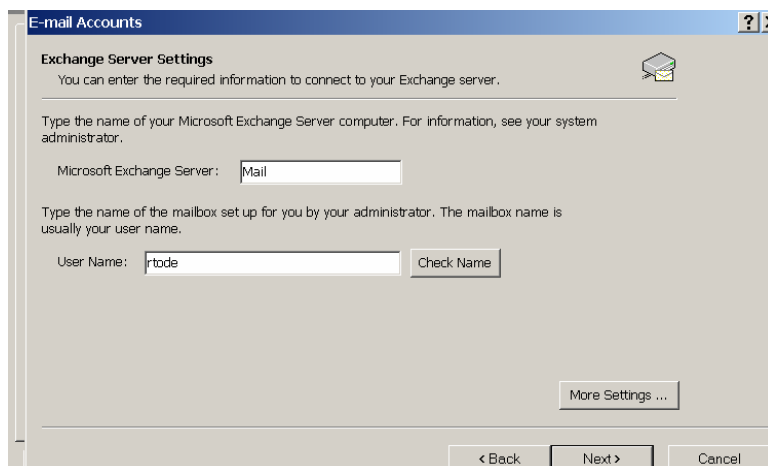 E-mail Accounts
Exchange Server Settings
You can enter the required information to connect to your Exchange server.
Type the name of your Microsoft Exchange Server computer. For information, see your system
administrator.
Microsoft Exchange Server: Mail
Type the name of the mailbox set up for you by your administrator. The mailbox name is
usually your user name.
User Name: rtode Check Name
More Settings ...
< Back Next > Cancel